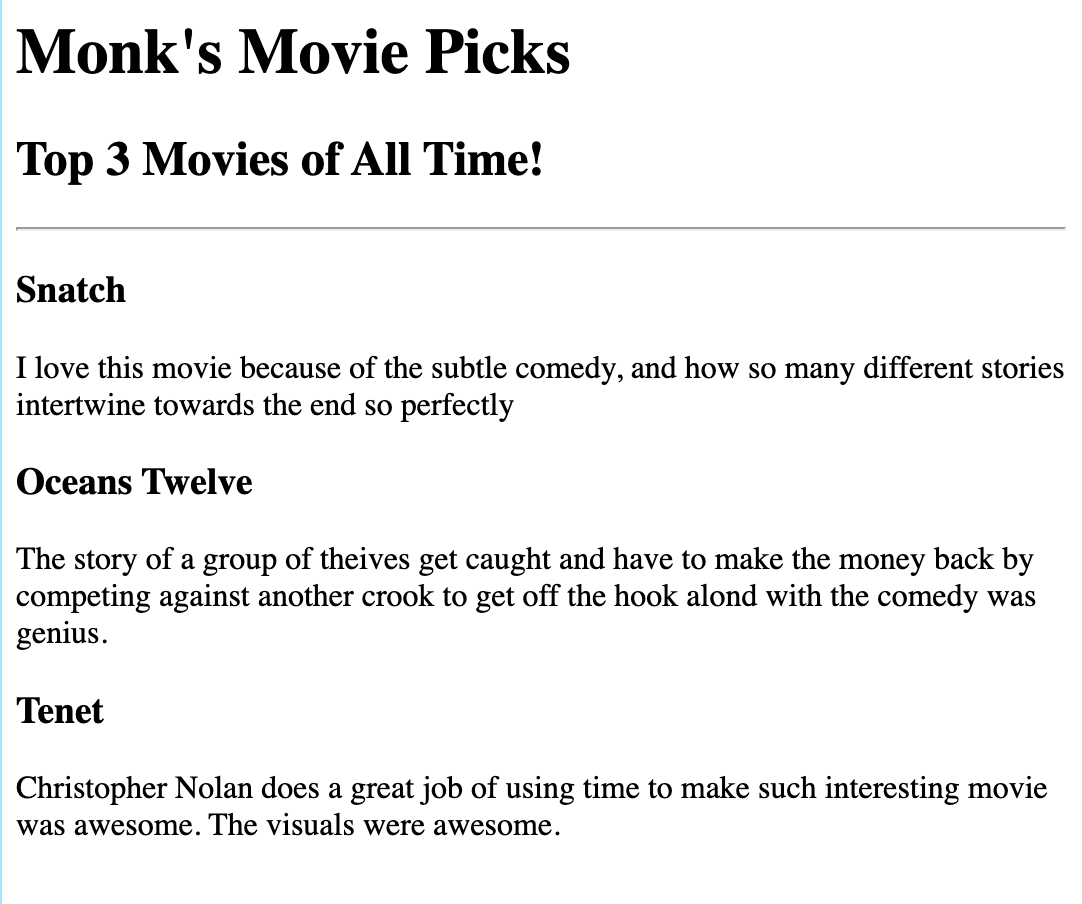 Monk's Movie Picks
Top 3 Movies of All Time!
Snatch
I love this movie because of the subtle comedy, and how so many different stories
intertwine towards the end so perfectly
Oceans Twelve
The story of a group of theives get caught and have to make the money back by
competing against another crook to get off the hook alond with the comedy was
genius.
Tenet
Christopher Nolan does a great job of using time to make such interesting movie
was awesome. The visuals were awesome.